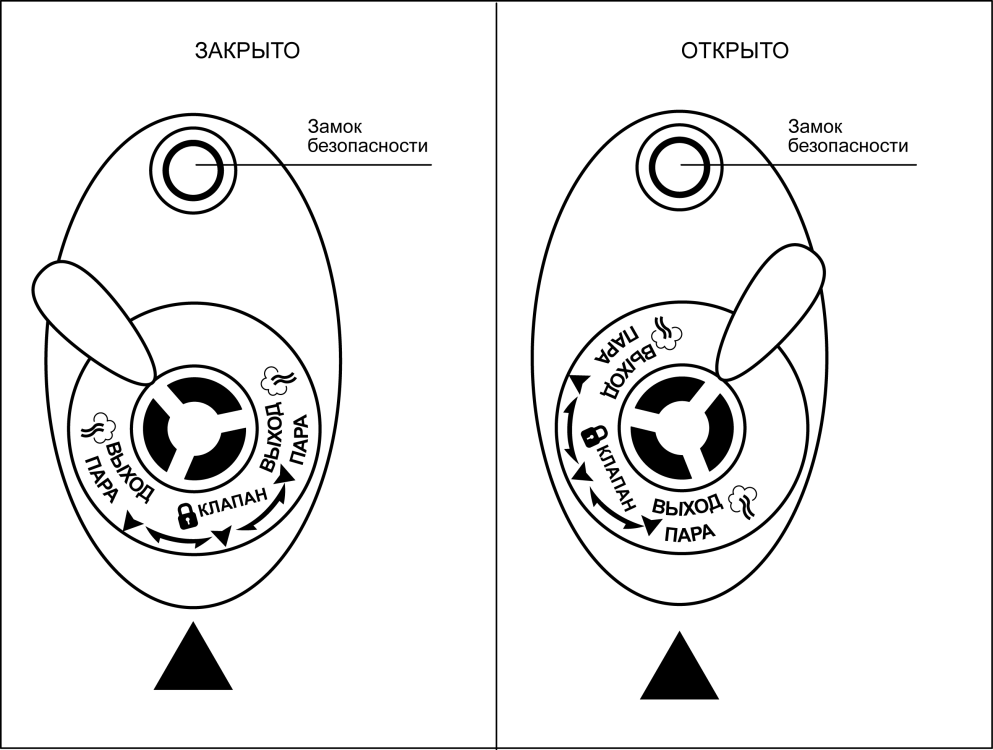 ЗАКРЫТО
Замок
безопасности
ВЫХОД
ПАРА
ВЫХОД
ПАРА
КЛАПАН
ОТКРЫТО
Замок
безопасности
ВЫХОД
ПАРА
КЛАПАН
ВЫХОД
ПАРА